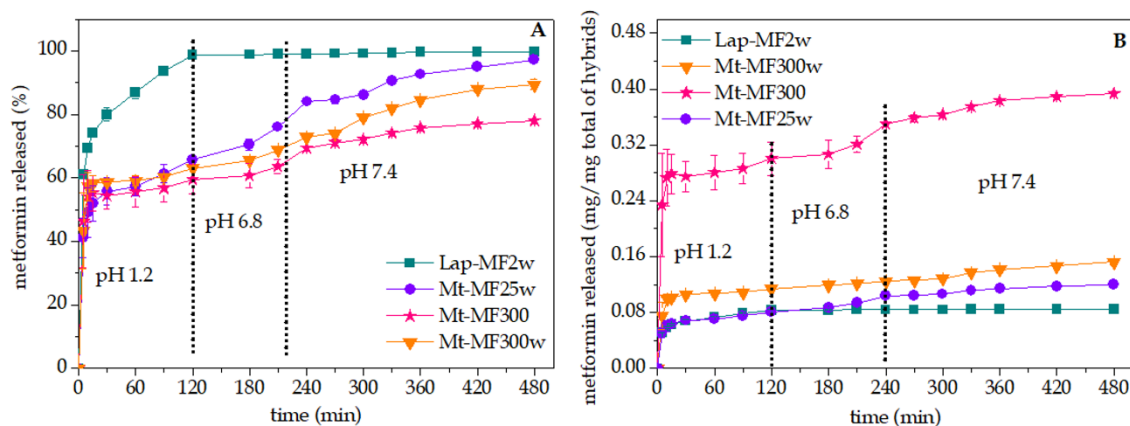 A
metformin released (%)
100
80
60
40
20
0
pH 1.2
pH 6.8
pH 7.4
Lap-MF2w
Mt-MF25w
Mt-MF300
Mt-MF300w
0 60 120 180 240 300 360 420 480
time (min)
B
metformin released (mg/ mg total of hybrids)
0.48
0.40
0.32
0.24
0.16
0.08
0.00
Lap-MF2w
Mt-MF300w
Mt-MF300
Mt-MF25w
pH 1.2
pH 6.8
pH 7.4
0 60 120 180 240 300 360 420 480
time (min)